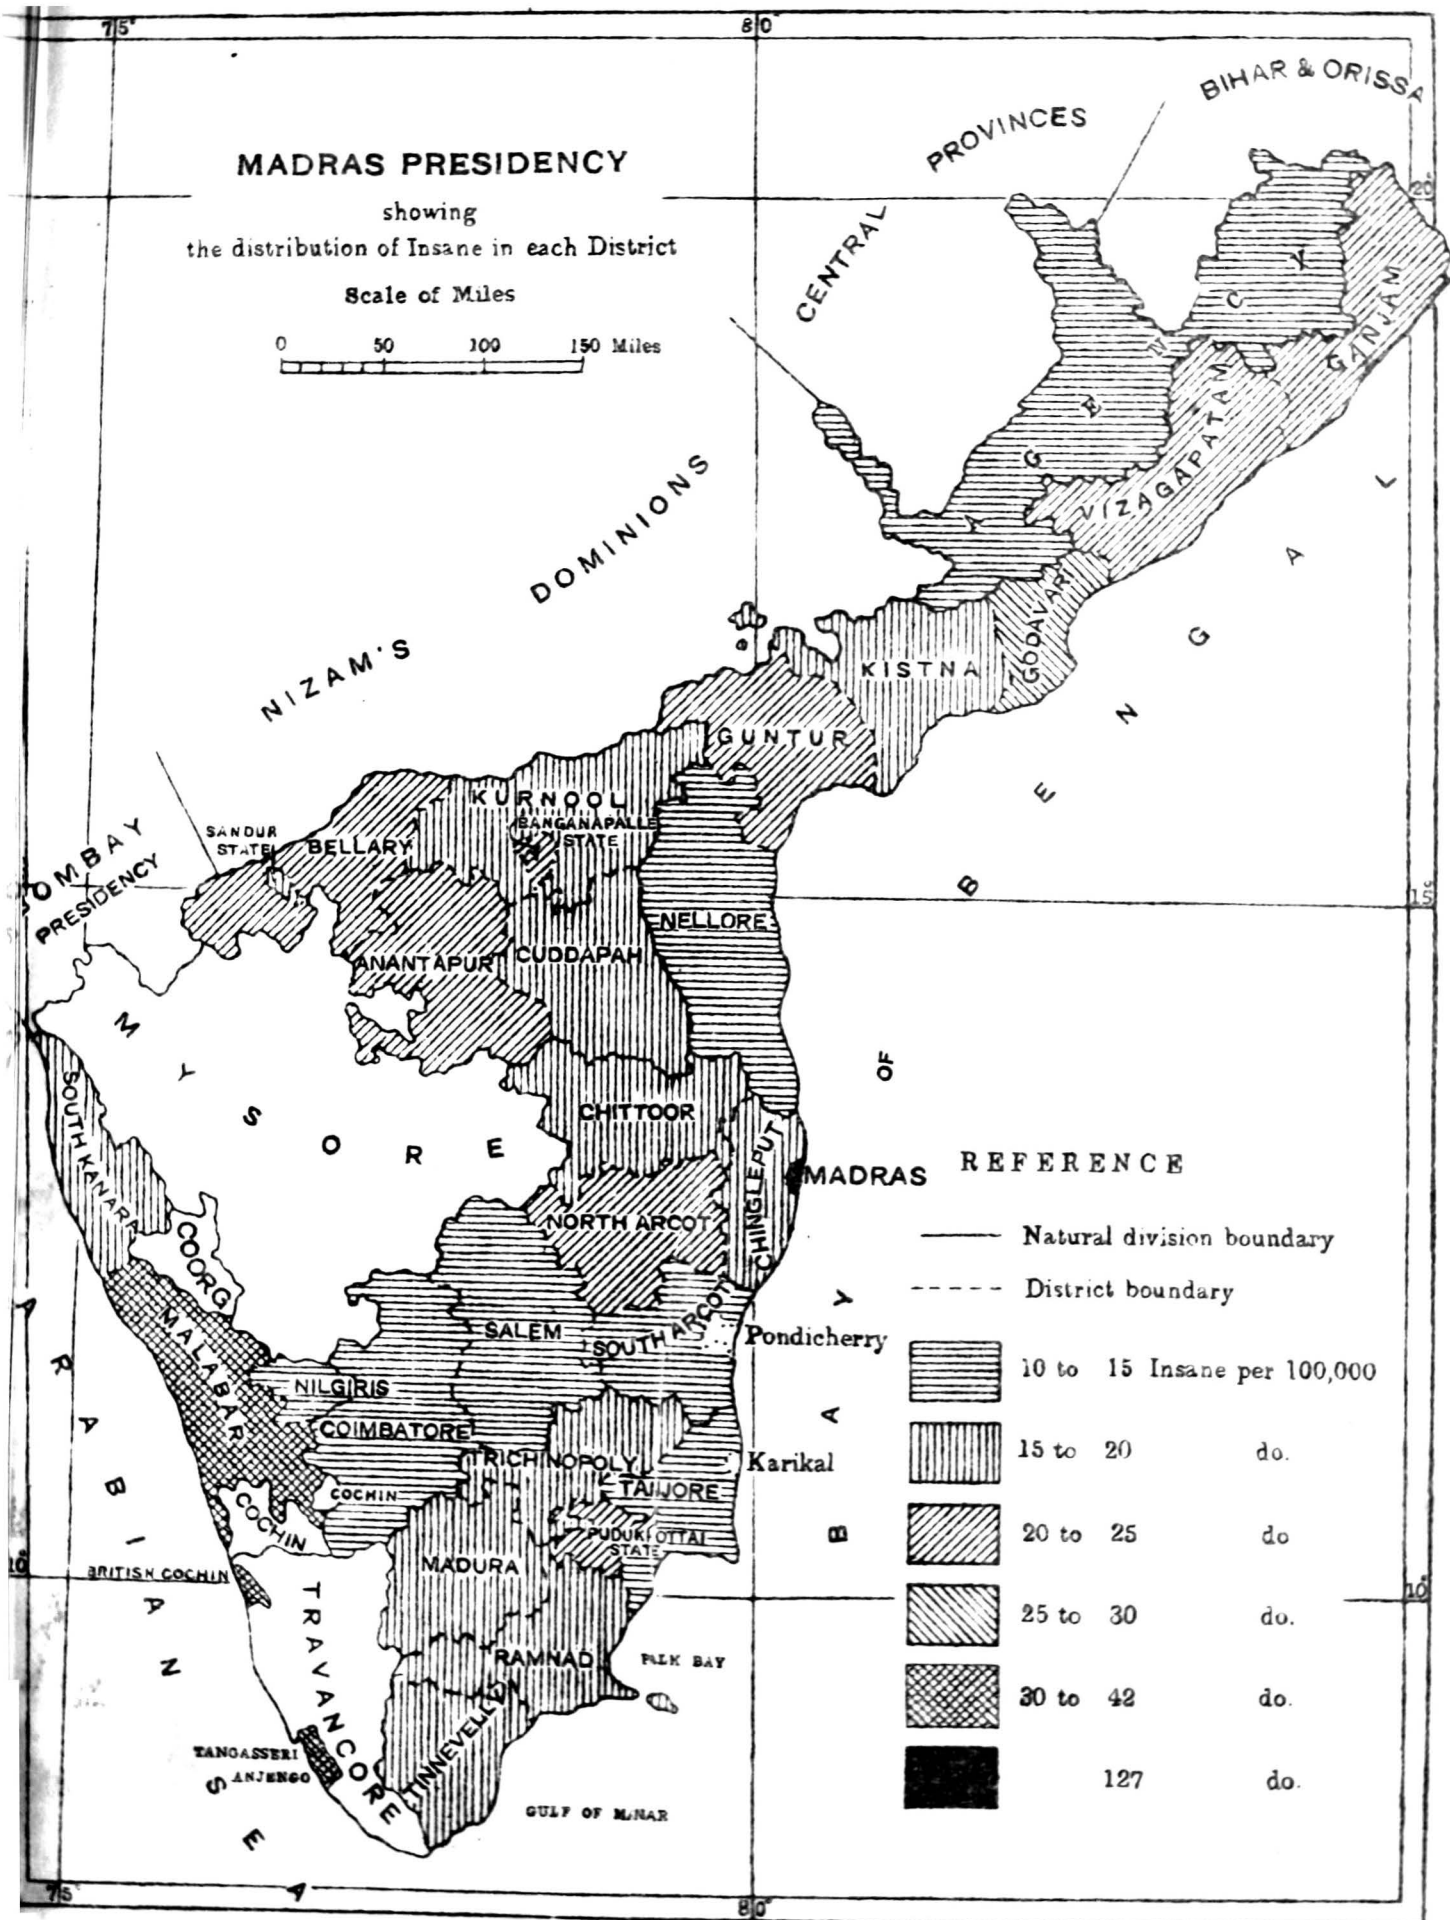 75°
80°
BIHAR & ORISSA
PROVINCES
CENTRAL
MADRAS PRESIDENCY
showing
the distribution of Insane in each District
Scale of Miles
0 50 100 150 Miles
20°
AGENCY
GANJAM
VIZAGAPATAM
GODAVARI
KISTNA
NIZAM'S DOMINIONS
GUNTUR
KURNOOL
BANGANAPALLE
STATE
SANDUR
STATE
BELLARY
BOMBAY
PRESIDENCY
15°
NELLORE
ANANTAPUR
CUDDAPAH
BAY OF BENGAL
MYSORE
SOUTH KANARA
CHITTOOR
CHINGLEPUT
MADRAS
NORTH ARCOT
COORG
MALABAR
SALEM
SOUTH ARCOT
Pondicherry
NILGIRIS
COIMBATORE
TRICHINOPOLY
Karikal
TANJORE
COCHIN
COCHIN
PUDUKKOTTAI
STATE
MADURA
10°
BRITISH COCHIN
10°
TRAVANCORE
RAMNAD
PALK BAY
TINNEVELLY
TANGASSERI
ANJENGO
GULF OF MANAR
ARABIAN SEA
75°
80°
REFERENCE
Natural division boundary
District boundary
10 to 15 Insane per 100,000
15 to 20 do.
20 to 25 do
25 to 30 do.
30 to 42 do.
127 do.